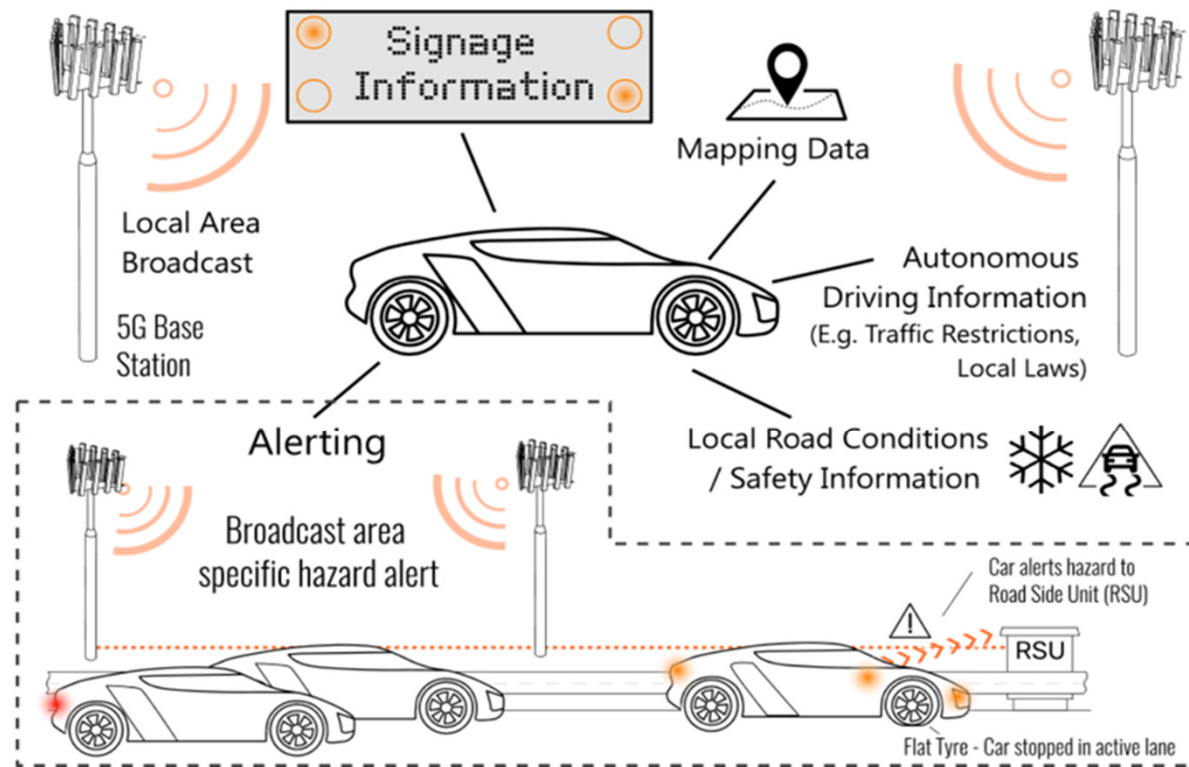 Signage
Information
Mapping Data
Local Area
Broadcast
5G Base
Station
Autonomous
Driving Information
(E.g. Traffic Restrictions,
Local Laws)
Alerting
Local Road Conditions
/ Safety Information
Broadcast area
specific hazard alert
Car alerts hazard to
Road Side Unit (RSU)
!
RSU
Flat Tyre - Car stopped in active lane